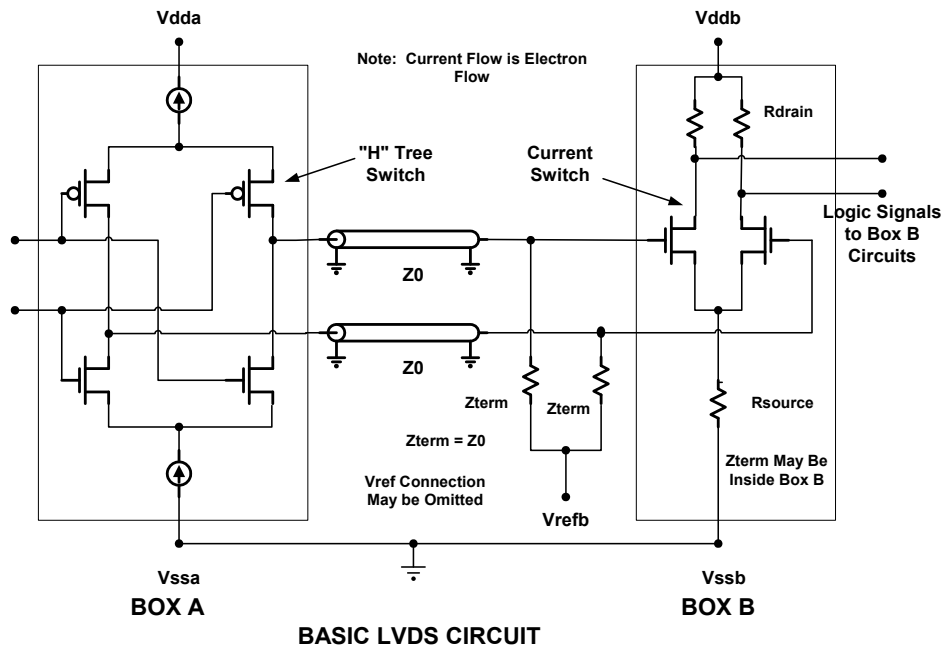 Vdda
Vddb
Note: Current Flow is Electron
Flow
Rdrain
"H" Tree
Switch
Current
Switch
Logic Signals
to Box B
Circuits
Z0
Z0
Zterm
Zterm
Rsource
Zterm = Z0
Zterm May Be
Inside Box B
Vref Connection
May be Omitted
Vrefb
Vssa
Vssb
BOX A
BOX B
BASIC LVDS CIRCUIT